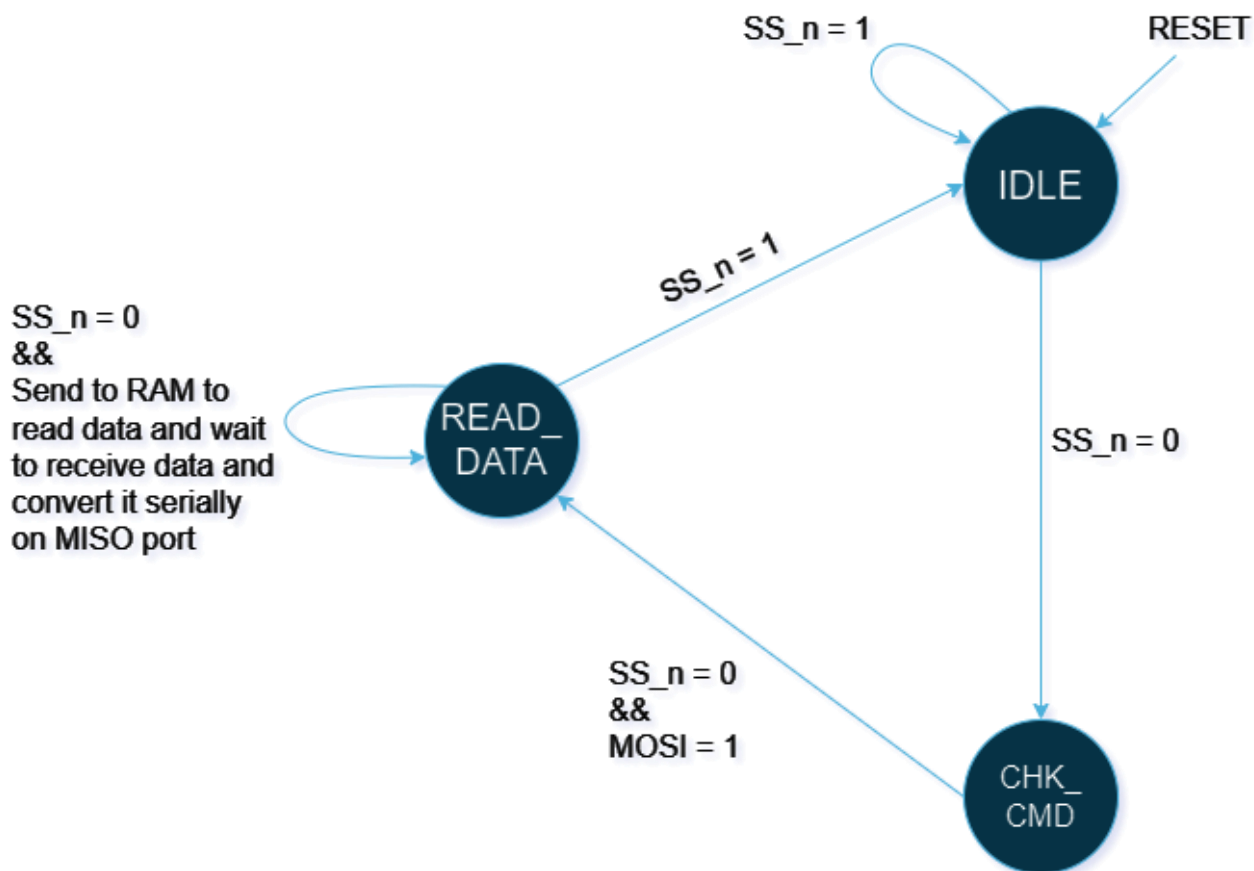 SS_n = 1
RESET
IDLE
SS_n = 1
SS_n = 0
&&
Send to RAM to
read data and wait
to receive data and
convert it serially
on MISO port
READ_
DATA
SS_n = 0
SS_n = 0
&&
MOSI = 1
CHK_
CMD